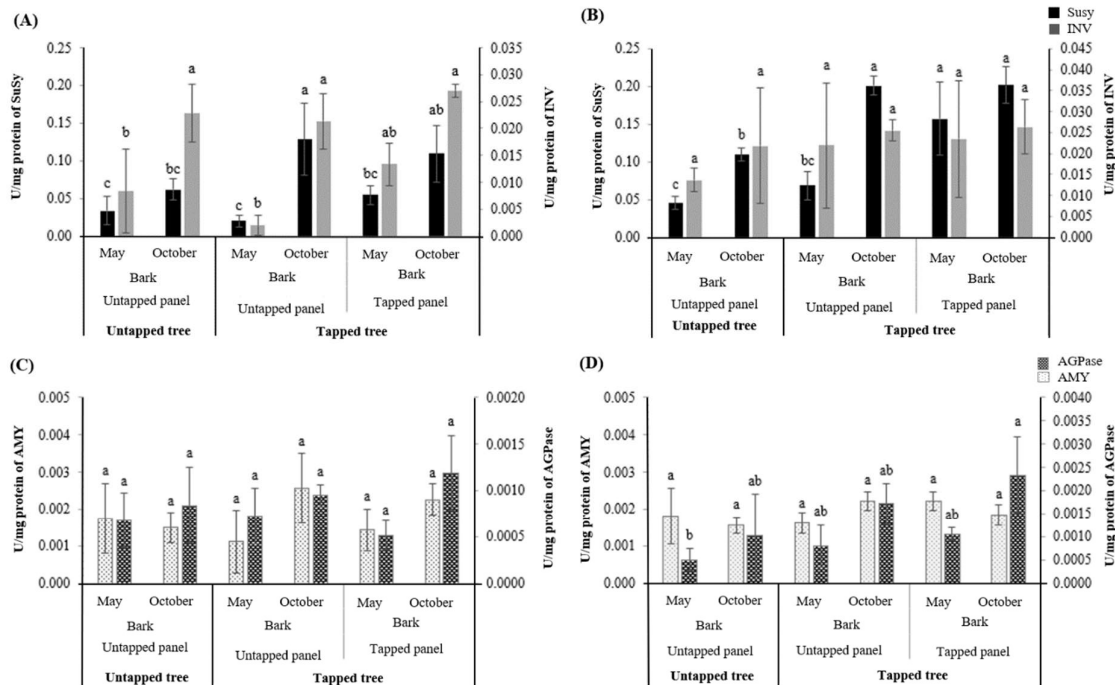 (A)
U/mg protein of SuSy
0.25
0.20
0.15
0.10
0.05
0.00
c b bc a c b a a bc ab ab a
0.035
0.030
0.025
0.020
0.015
0.010
0.005
0.000
U/mg protein of INV
May October May October May October
Bark Bark Bark
Untapped panel Untapped panel Tapped panel
Untapped tree Tapped tree
(B)
Susy
INV
U/mg protein of SuSy
0.25
0.20
0.15
0.10
0.05
0.00
c a b a bc a a a a a a a
0.045
0.040
0.035
0.030
0.025
0.020
0.015
0.010
0.005
0.000
U/mg protein of INV
May October May October May October
Bark Bark Bark
Untapped panel Untapped panel Tapped panel
Untapped tree Tapped tree
(C)
U/mg protein of AMY
0.005
0.004
0.003
0.002
0.001
0.000
a a a a a a a a a a a a
0.0020
0.0015
0.0010
0.0005
0.0000
U/mg protein of AGPase
May October May October May October
Bark Bark Bark
Untapped panel Untapped panel Tapped panel
Untapped tree Tapped tree
(D)
AGPase
AMY
U/mg protein of AMY
0.005
0.004
0.003
0.002
0.001
0.000
a b a ab a ab a ab a ab a a
0.0040
0.0035
0.0030
0.0025
0.0020
0.0015
0.0010
0.0005
0.0000
U/mg protein of AGPase
May October May October May October
Bark Bark Bark
Untapped panel Untapped panel Tapped panel
Untapped tree Tapped tree